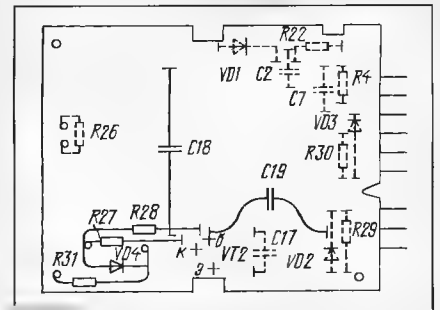 R22
VD1
C2
R4
C7
VD3
R26
C18
R30
C19
R27
R28
б
R29
к
VD4
VT2
C17
VD2
R31
э